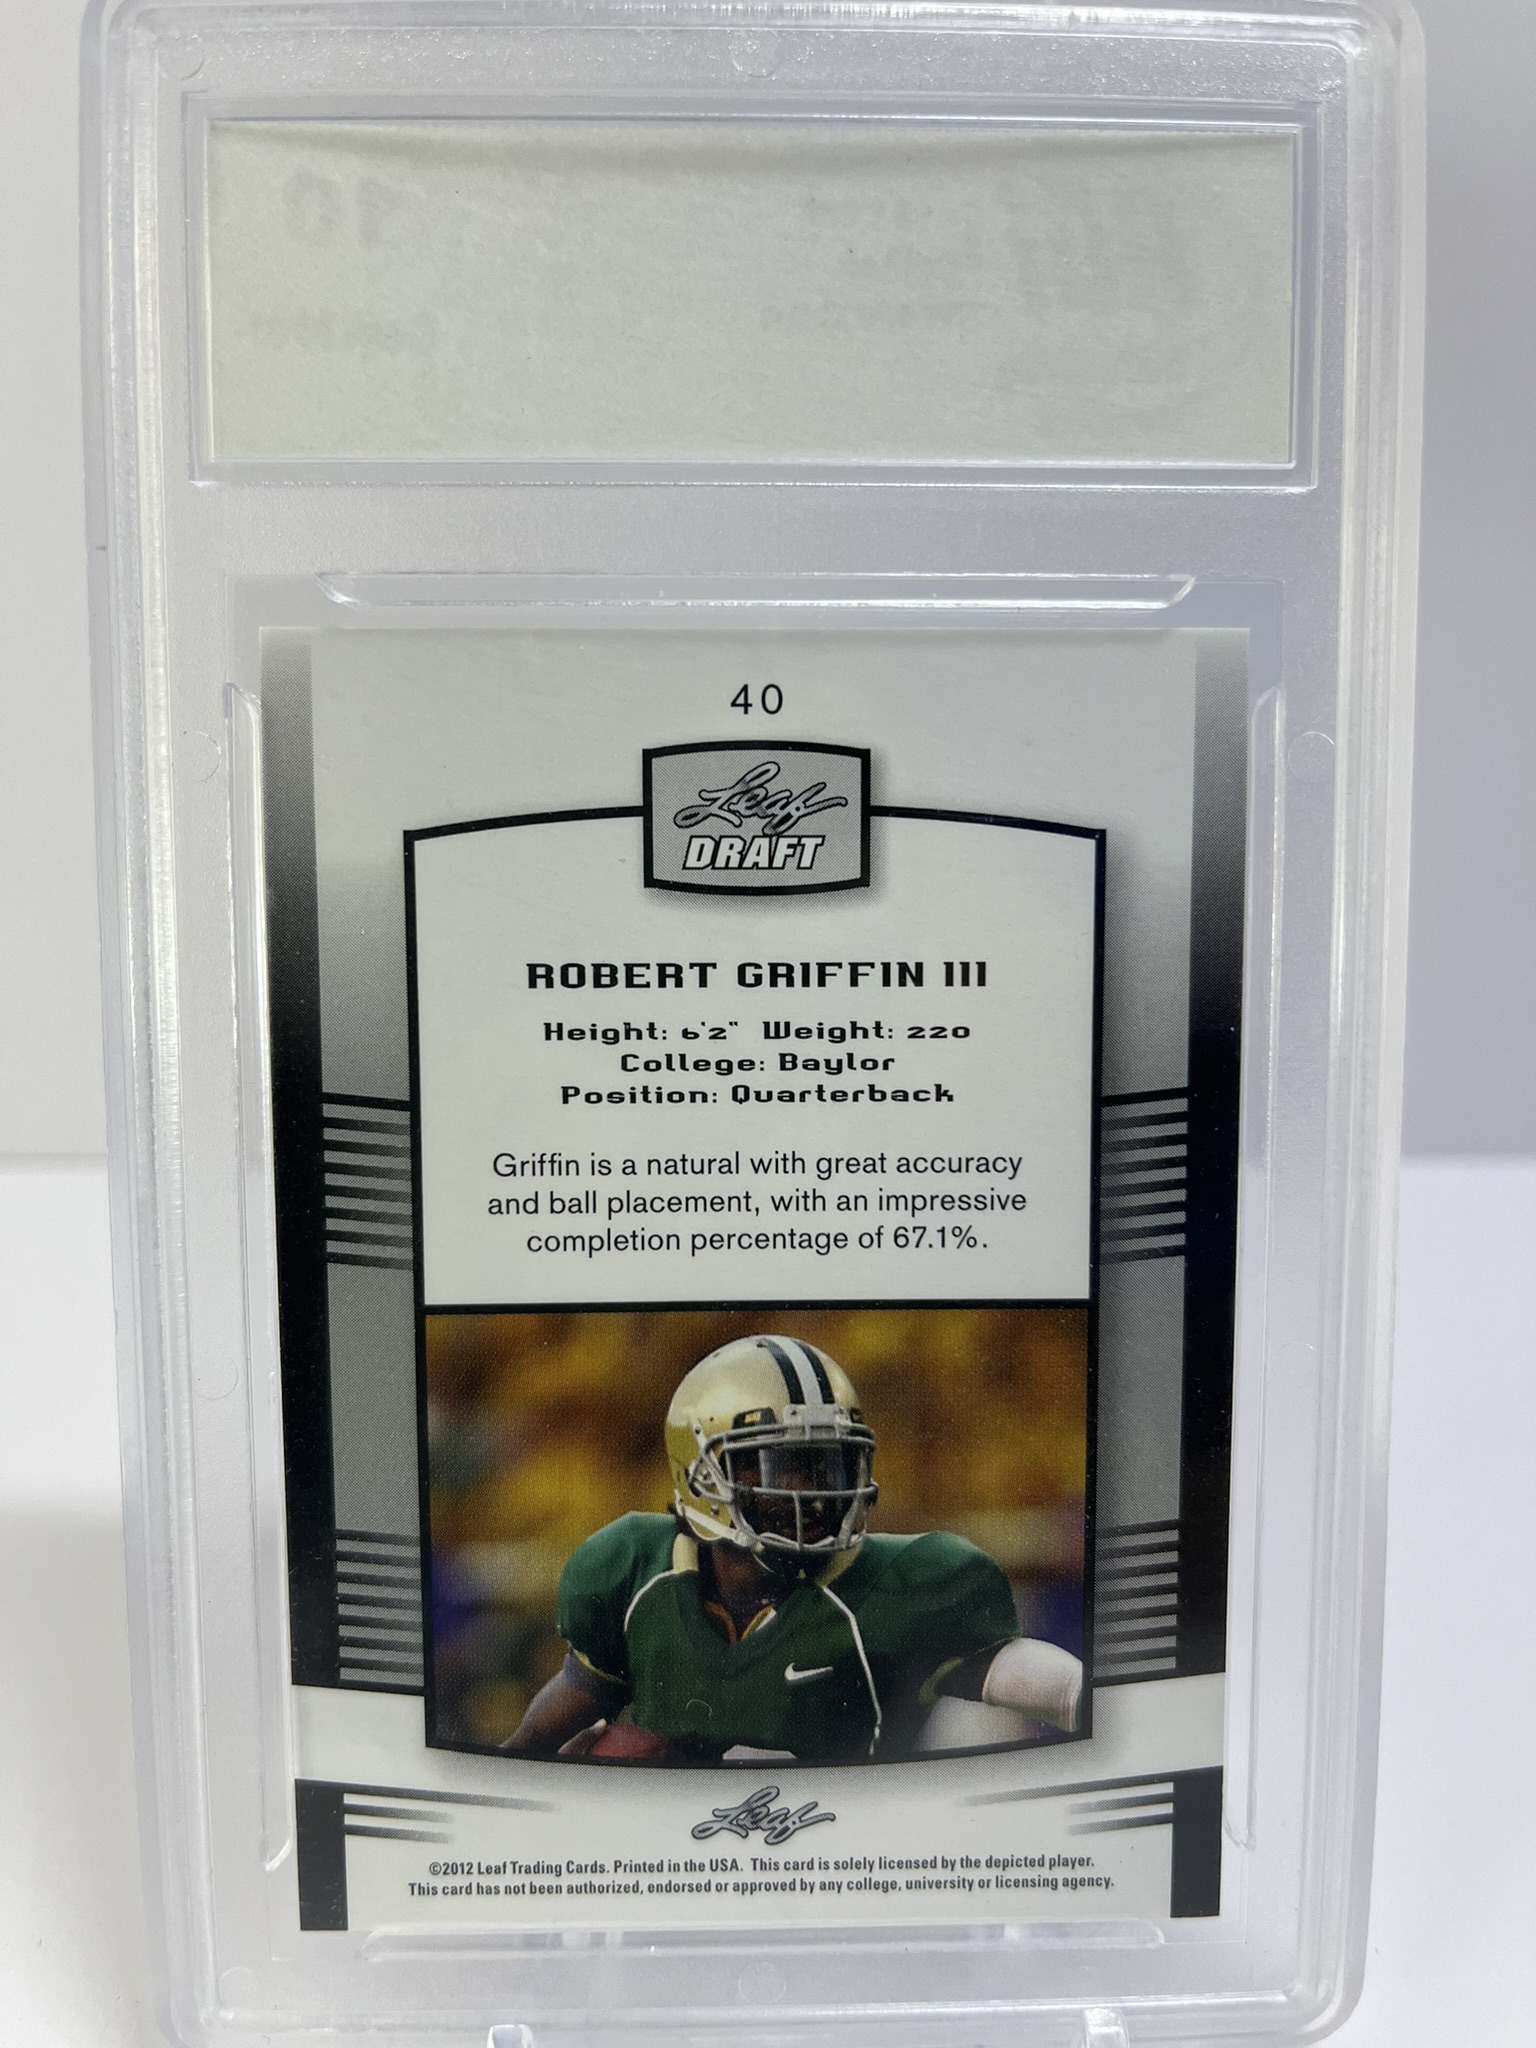 40
Leaf
DRAFT
ROBERT GRIFFIN III
Height: 6'2" Weight: 220
College: Baylor
Position: Quarterback
Griffin is a natural with great accuracy
and ball placement, with an impressive
completion percentage of 67.1%.
Leaf
©2012 Leaf Trading Cards. Printed in the USA. This card is solely licensed by the depicted player.
This card has not been authorized, endorsed or approved by any college, university or licensing agency.